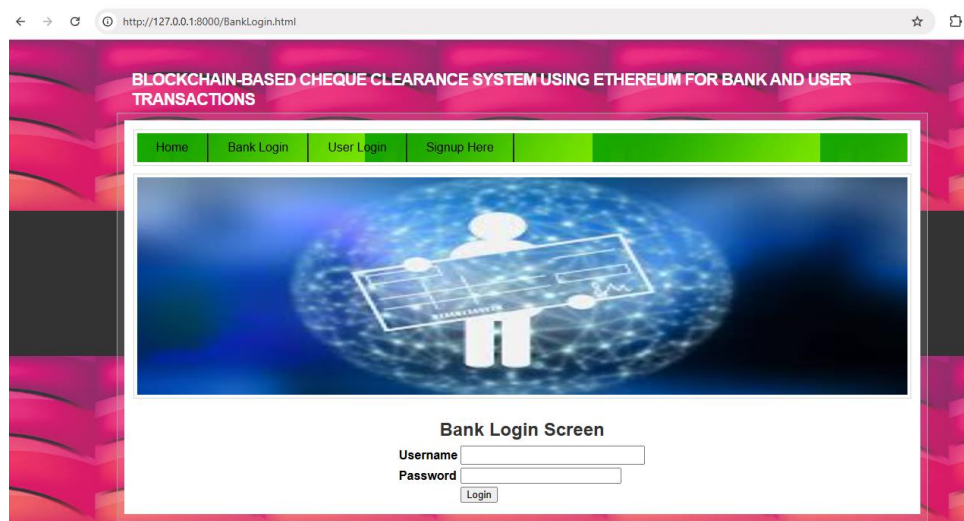 http://127.0.0.1:8000/BankLogin.html
BLOCKCHAIN-BASED CHEQUE CLEARANCE SYSTEM USING ETHEREUM FOR BANK AND USER
TRANSACTIONS
Home Bank Login User Login Signup Here
Bank Login Screen
Username
Password
Login